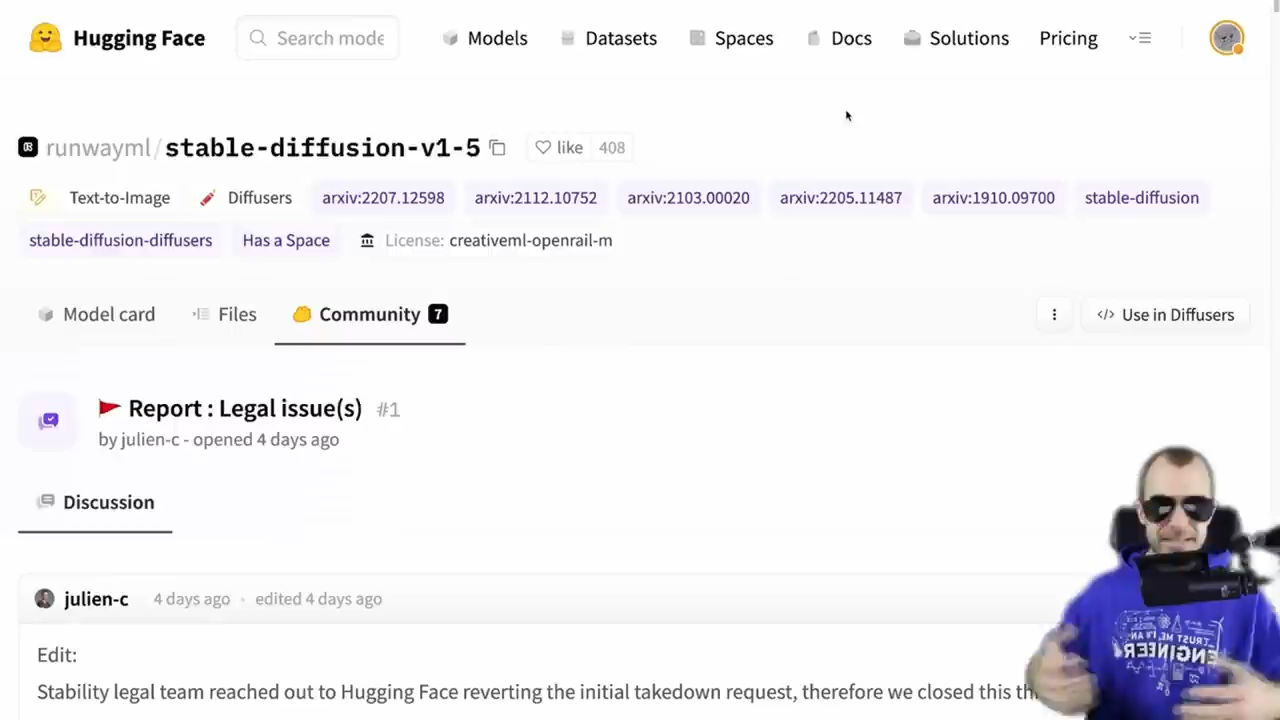 Hugging Face Search mode Models Datasets Spaces Docs Solutions Pricing
runwayml/stable-diffusion-v1-5 like 408
Text-to-Image Diffusers arxiv:2207.12598 arxiv:2112.10752 arxiv:2103.00020 arxiv:2205.11487 arxiv:1910.09700 stable-diffusion
stable-diffusion-diffusers Has a Space License: creativeml-openrail-m
Model card Files Community 7 Use in Diffusers
Report : Legal issue(s) #1
by julien-c - opened 4 days ago
Discussion
julien-c 4 days ago · edited 4 days ago
Edit:
Stability legal team reached out to Hugging Face reverting the initial takedown request, therefore we closed this
TRUST ME, I'M AN
ENGINEER